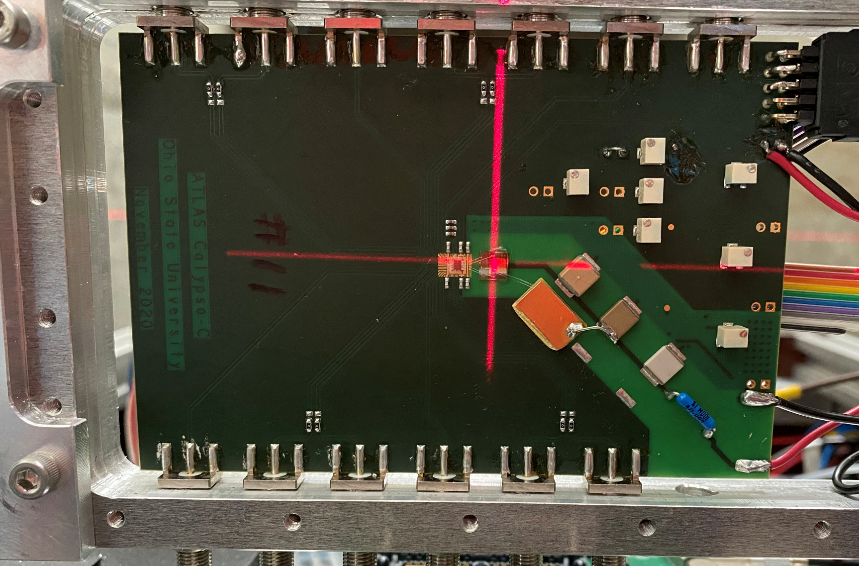 ATLAS Calypso-C
Ohio State University
November 2020